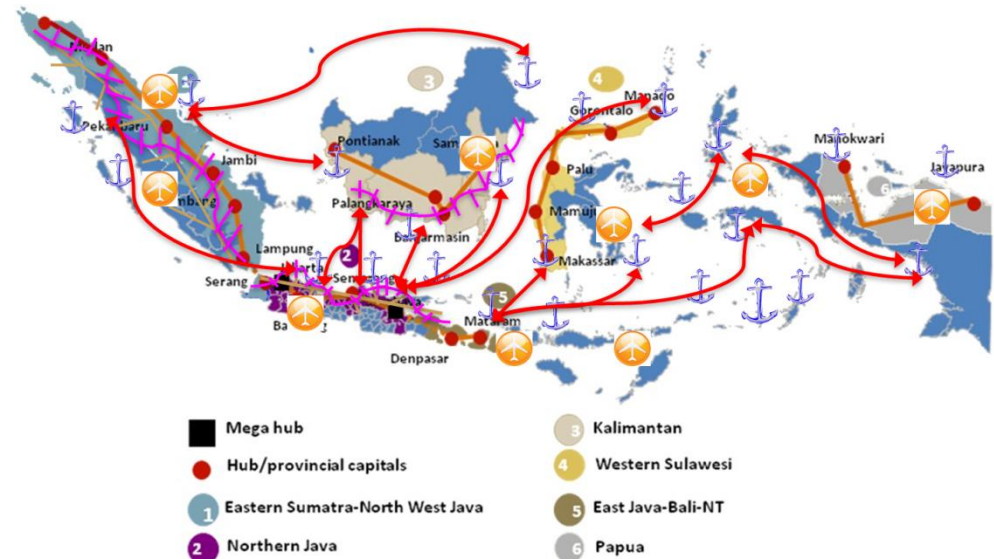 3
4
Manado
Gorontalo
Pontianak
Manokwari
Jayapura
Jambi
Palu
6
Palangkaraya
Mamuju
Lampung
Makassar
Serang
2
5
Mataram
Denpasar
Mega hub
3 Kalimantan
Hub/provincial capitals
4 Western Sulawesi
1 Eastern Sumatra-North West Java
5 East Java-Bali-NT
2 Northern Java
6 Papua